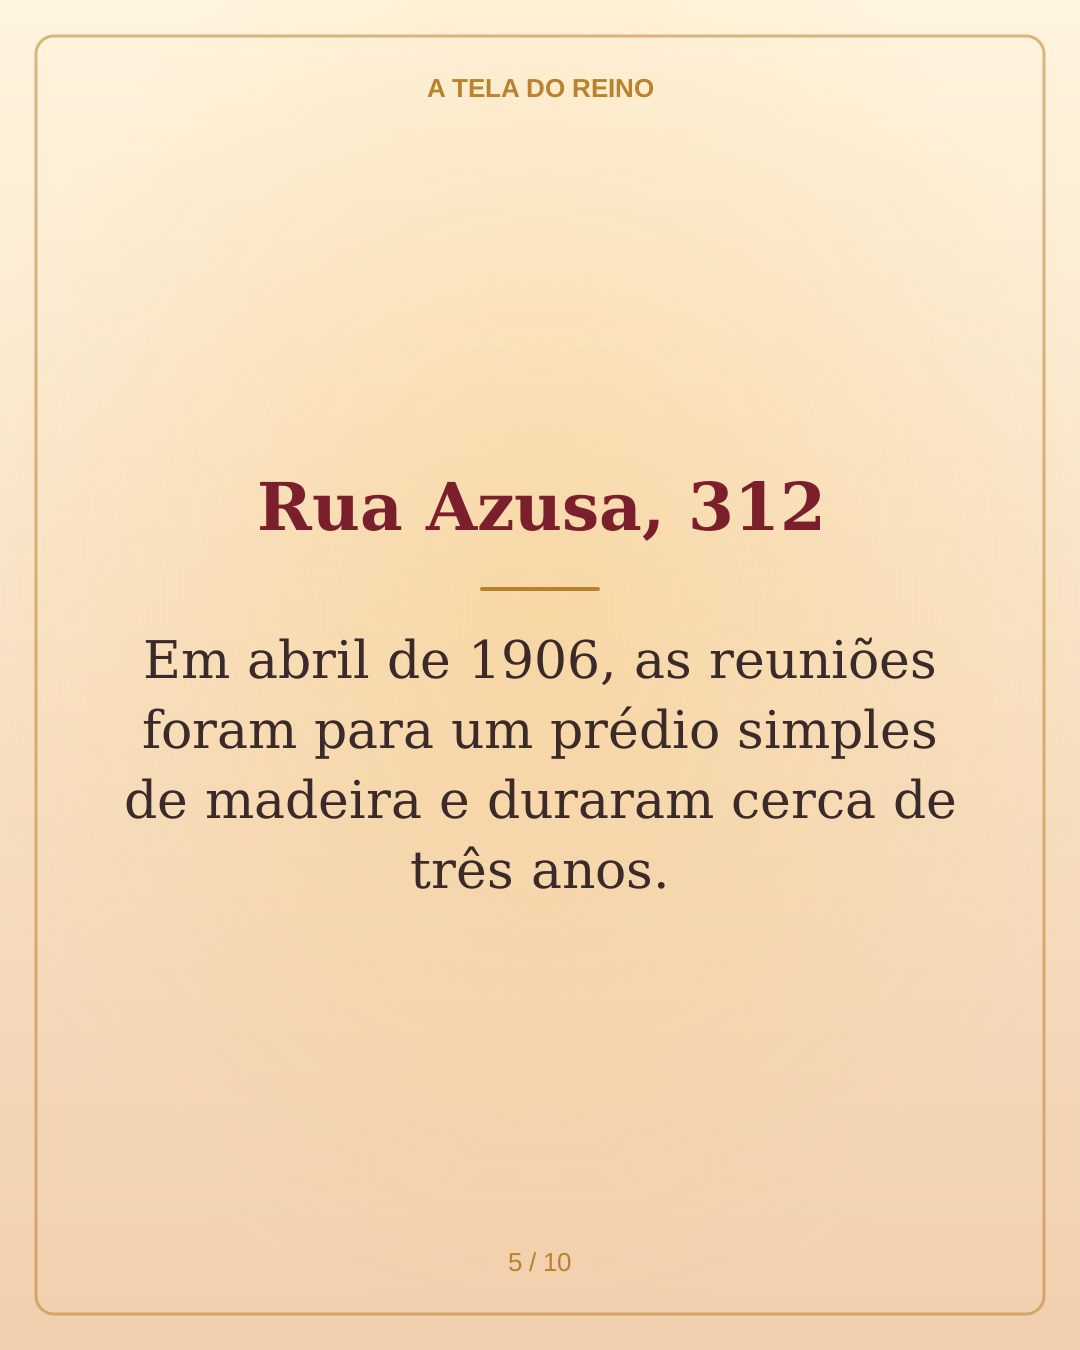 A TELA DO REINO
Rua Azusa, 312
Em abril de 1906, as reuniões
foram para um prédio simples
de madeira e duraram cerca de
três anos.
5 / 10